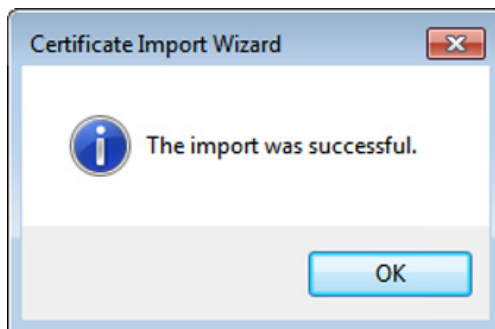 Certificate Import Wizard
The import was successful.
OK